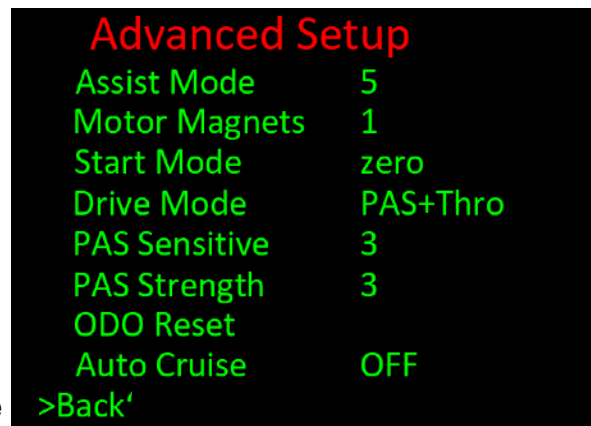 Advanced Setup
Assist Mode 5
Motor Magnets 1
Start Mode zero
Drive Mode PAS+Thro
PAS Sensitive 3
PAS Strength 3
ODO Reset
Auto Cruise OFF
>Back‘